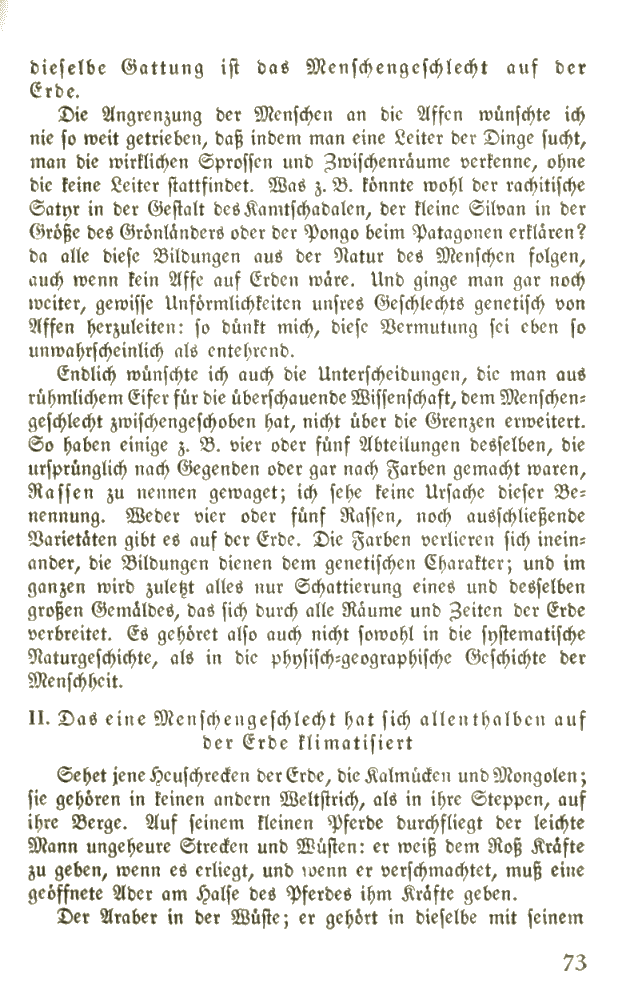 dieselbe Gattung ist das Menschengeschlecht auf der
Erde.
Die Angrenzung der Menschen an die Affen wünschte ich
nie so weit getrieben, daß indem man eine Leiter der Dinge sucht,
man die wirklichen Sprossen und Zwischenräume verkenne, ohne
die keine Leiter stattfindet. Was z. B. könnte wohl der rachitische
Satyr in der Gestalt des Kamtschadalen, der kleine Silvan in der
Größe des Grönländers oder der Pongo beim Patagonen erklären?
da alle diese Bildungen aus der Natur des Menschen folgen,
auch wenn kein Affe auf Erden wäre. Und ginge man gar noch
weiter, gewisse Unförmlichkeiten unsres Geschlechts genetisch von
Affen herzuleiten: so dünkt mich, diese Vermutung sei eben so
unwahrscheinlich als entehrend.
Endlich wünschte ich auch die Unterscheidungen, die man aus
rühmlichem Eifer für die überschauende Wissenschaft, dem Menschen-
geschlecht zwischengeschoben hat, nicht über die Grenzen erweitert.
So haben einige z. B. vier oder fünf Abteilungen desselben, die
ursprünglich nach Gegenden oder gar nach Farben gemacht waren,
Rassen zu nennen gewaget; ich sehe keine Ursache dieser Be-
nennung. Weder vier oder fünf Rassen, noch ausschließende
Varietäten gibt es auf der Erde. Die Farben verlieren sich inein-
ander, die Bildungen dienen dem genetischen Charakter; und im
ganzen wird zuletzt alles nur Schattierung eines und desselben
großen Gemäldes, das sich durch alle Räume und Zeiten der Erde
verbreitet. Es gehöret also auch nicht sowohl in die systematische
Naturgeschichte, als in die physisch-geographische Geschichte der
Menschheit.
II. Das eine Menschengeschlecht hat sich allenthalben auf
der Erde klimatisiert
Sehet jene Heuschrecken der Erde, die Kalmücken und Mongolen;
sie gehören in keinen andern Weltstrich, als in ihre Steppen, auf
ihre Berge. Auf seinem kleinen Pferde durchfliegt der leichte
Mann ungeheure Strecken und Wüsten: er weiß dem Roß Kräfte
zu geben, wenn es erliegt, und wenn er verschmachtet, muß eine
geöffnete Ader am Halse des Pferdes ihm Kräfte geben.
Der Araber in der Wüste; er gehört in dieselbe mit seinem
73